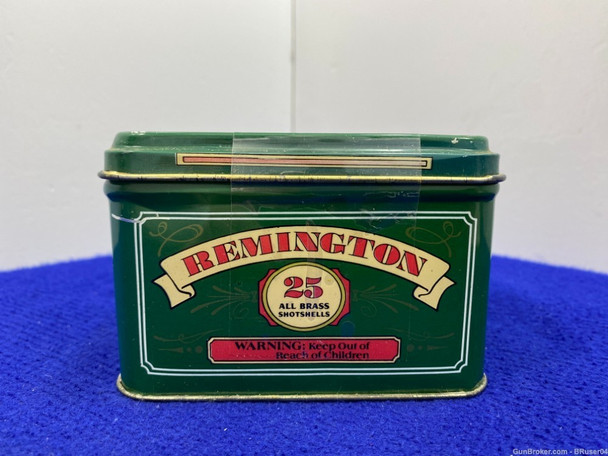 REMINGTON
25
ALL BRASS
SHOTSHELLS
WARNING: Keep Out of
Reach of Children
GunBroker.com - BRuser04